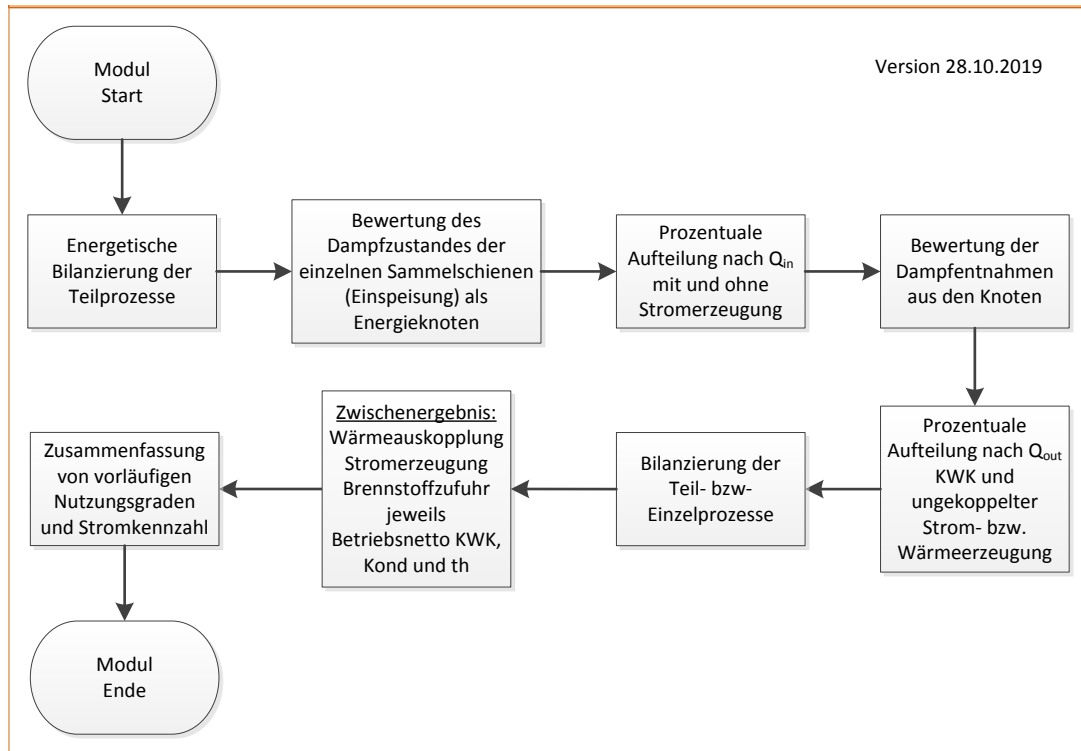 Modul
Start
Version 28.10.2019
Energetische
Bilanzierung der
Teilprozesse
Bewertung des
Dampfzustandes der
einzelnen Sammelschienen
(Einspeisung) als
Energieknoten
Prozentuale
Aufteilung nach Qin
mit und ohne
Stromerzeugung
Bewertung der
Dampfentnahmen
aus den Knoten
Prozentuale
Aufteilung nach Qout
KWK und
ungekoppelter
Strom- bzw.
Wärmeerzeugung
Bilanzierung der
Teil- bzw-
Einzelprozesse
Zwischenergebnis:
Wärmeauskopplung
Stromerzeugung
Brennstoffzufuhr
jeweils
Betriebsnetto KWK,
Kond und th
Zusammenfassung
von vorläufigen
Nutzungsgraden
und Stromkennzahl
Modul
Ende